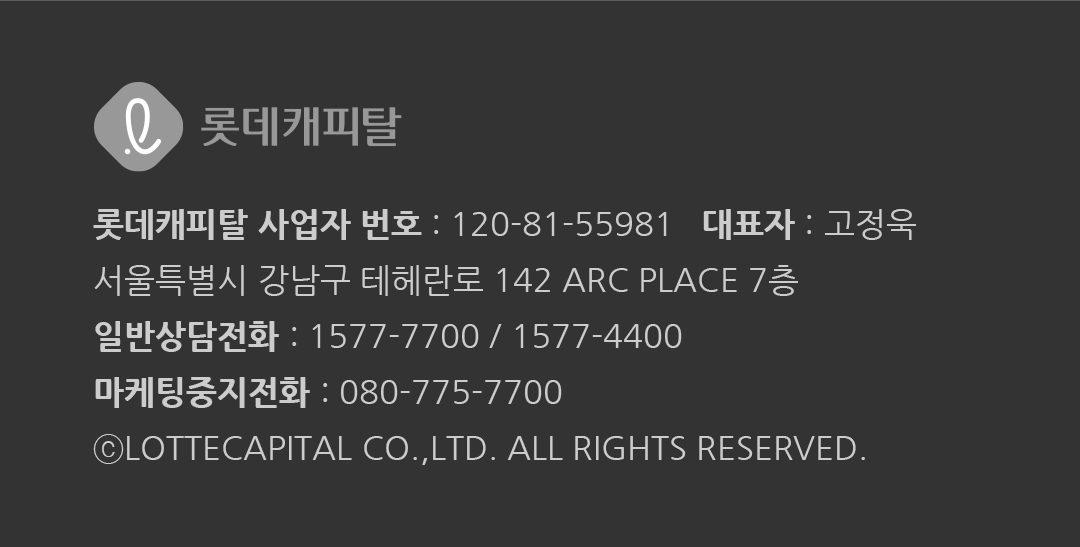 롯데캐피탈
롯데캐피탈 사업자 번호 : 120-81-55981 대표자 : 고정욱
서울특별시 강남구 테헤란로 142 ARC PLACE 7층
일반상담전화 : 1577-7700 / 1577-4400
마케팅중지전화 : 080-775-7700
ⓒLOTTECAPITAL CO.,LTD. ALL RIGHTS RESERVED.